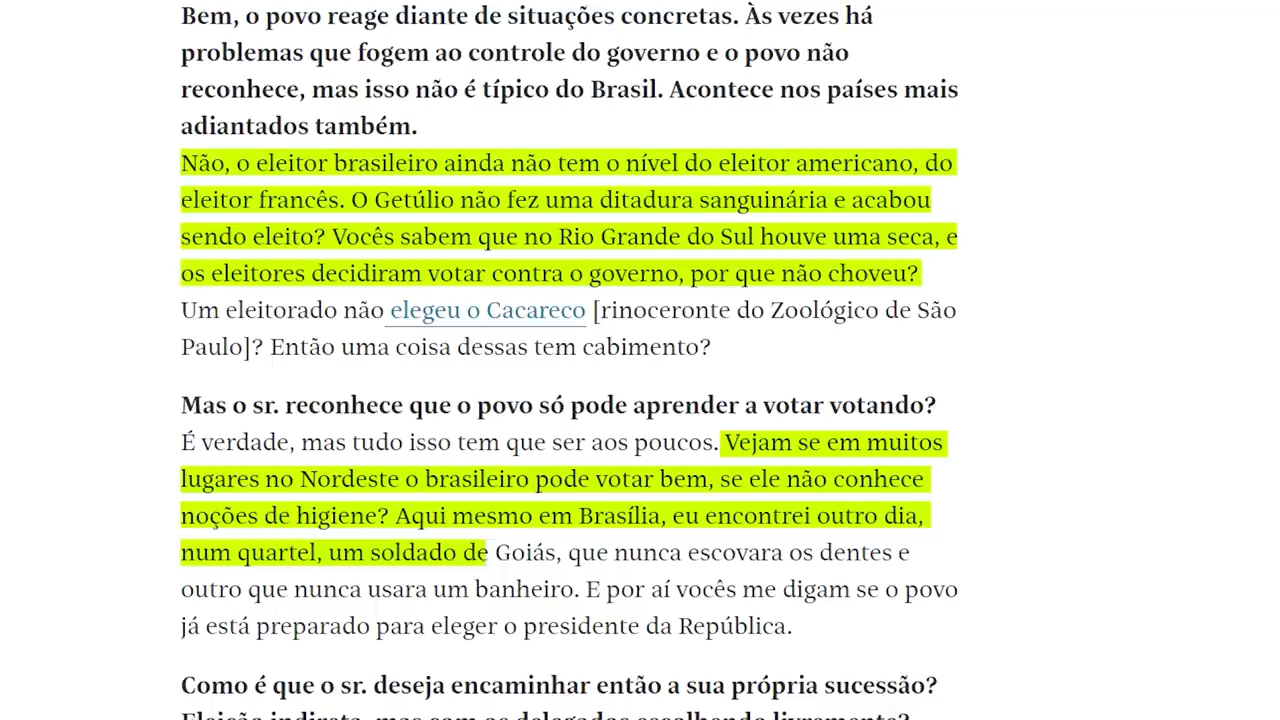 Bem, o povo reage diante de situações concretas. Às vezes há
problemas que fogem ao controle do governo e o povo não
reconhece, mas isso não é típico do Brasil. Acontece nos países mais
adiantados também.
Não, o eleitor brasileiro ainda não tem o nível do eleitor americano, do
eleitor francês. O Getúlio não fez uma ditadura sanguinária e acabou
sendo eleito? Vocês sabem que no Rio Grande do Sul houve uma seca, e
os eleitores decidiram votar contra o governo, por que não choveu?
Um eleitorado não elegeu o Cacareco [rinoceronte do Zoológico de São
Paulo]? Então uma coisa dessas tem cabimento?
Mas o sr. reconhece que o povo só pode aprender a votar votando?
É verdade, mas tudo isso tem que ser aos poucos. Vejam se em muitos
lugares no Nordeste o brasileiro pode votar bem, se ele não conhece
noções de higiene? Aqui mesmo em Brasília, eu encontrei outro dia,
num quartel, um soldado de Goiás, que nunca escovara os dentes e
outro que nunca usara um banheiro. E por aí vocês me digam se o povo
já está preparado para eleger o presidente da República.
Como é que o sr. deseja encaminhar então a sua própria sucessão?
Eleição indireta, mas com os delegados escolhendo livremente?